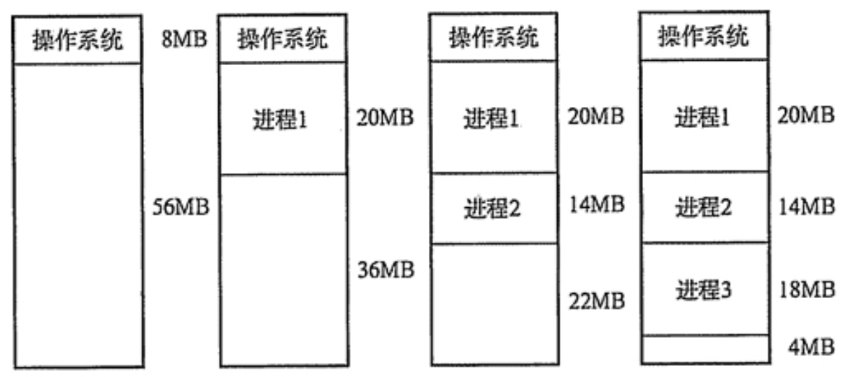 操作系统 8MB
56MB
操作系统
进程1 20MB
36MB
操作系统
进程1 20MB
进程2 14MB
22MB
操作系统
进程1 20MB
进程2 14MB
进程3 18MB
4MB